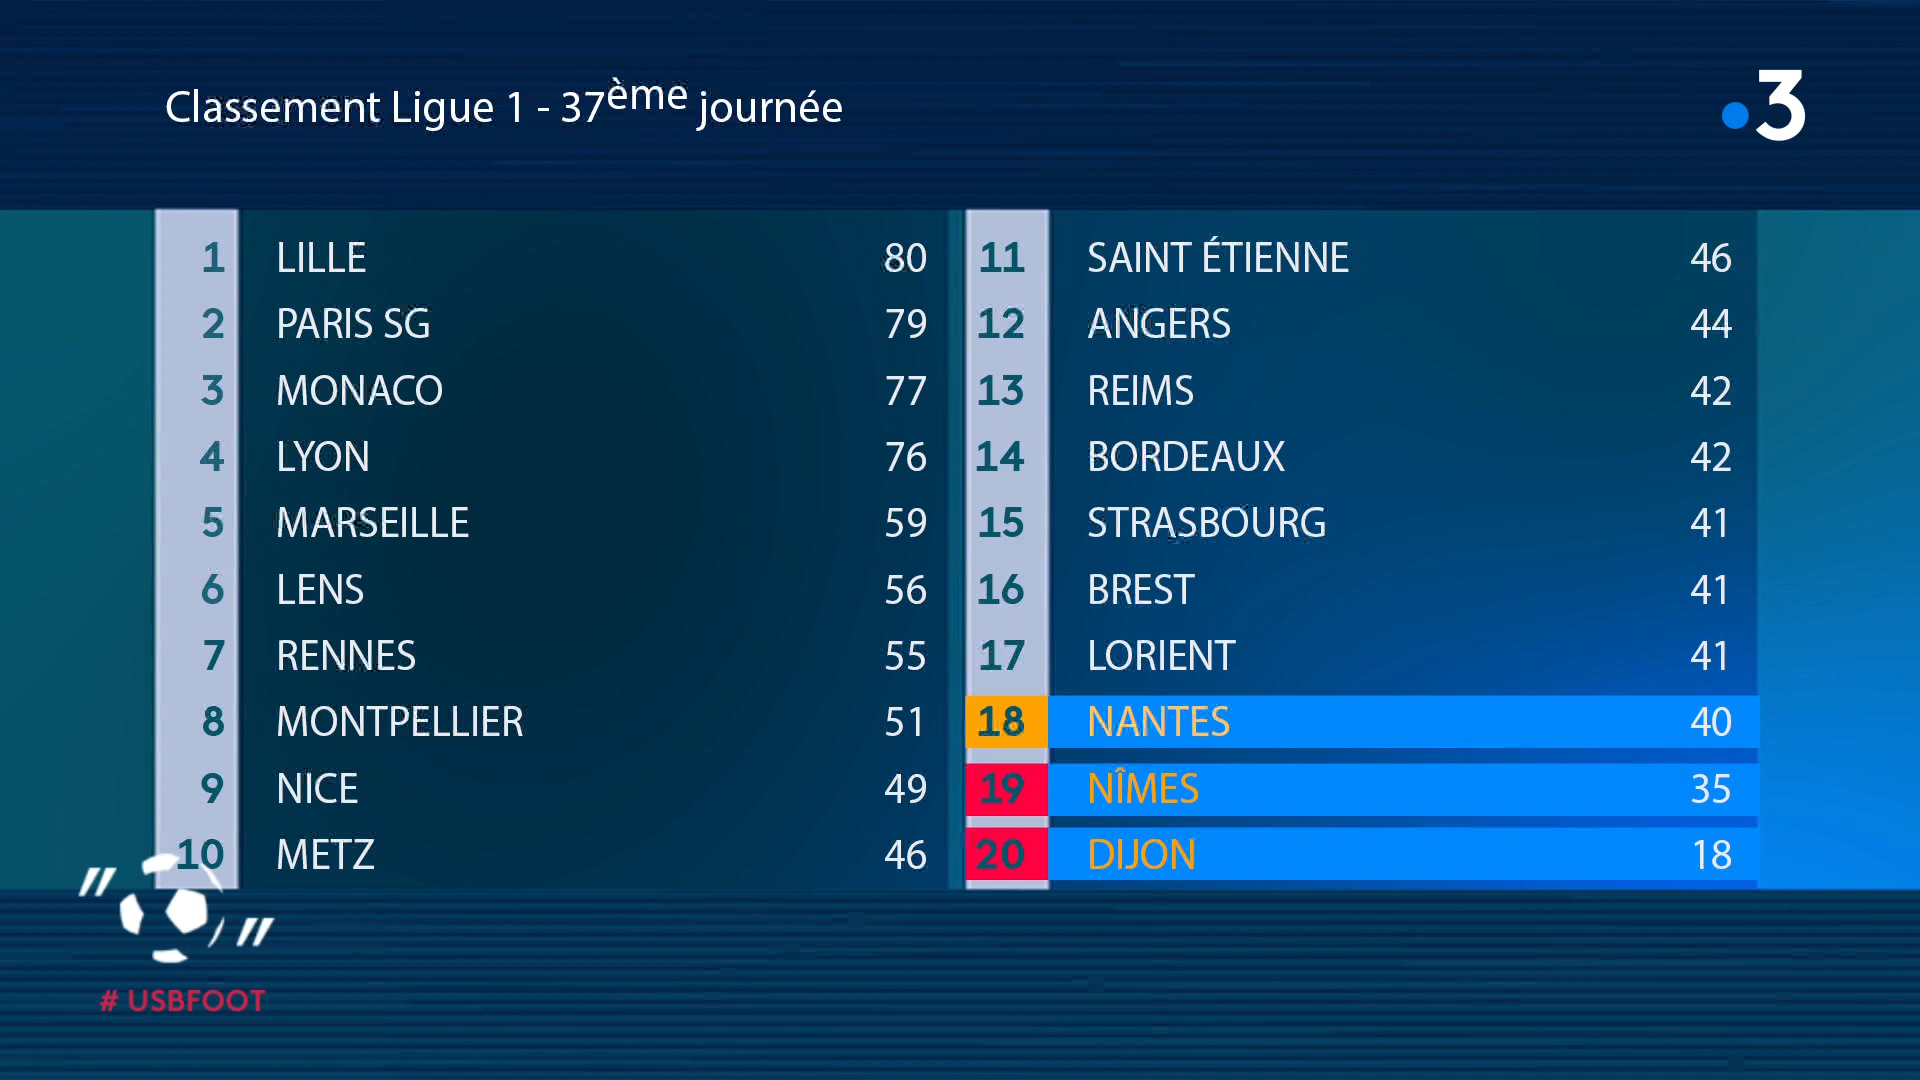 Classement Ligue 1 - 37ème journée
3
1 LILLE 80
2 PARIS SG 79
3 MONACO 77
4 LYON 76
5 MARSEILLE 59
6 LENS 56
7 RENNES 55
8 MONTPELLIER 51
9 NICE 49
10 METZ 46
11 SAINT ÉTIENNE 46
12 ANGERS 44
13 REIMS 42
14 BORDEAUX 42
15 STRASBOURG 41
16 BREST 41
17 LORIENT 41
18 NANTES 40
19 NÎMES 35
20 DIJON 18
# USBFOOT